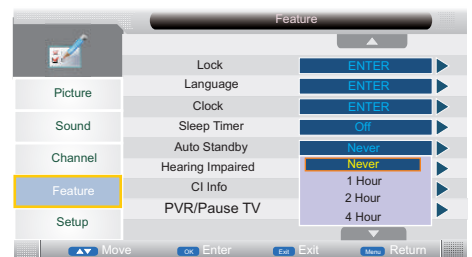 Feature
Lock ENTER
Picture
Language ENTER
Clock ENTER
Sound
Sleep Timer Off
Auto Standby Never
Channel
Hearing Impaired Never
CI Info 1 Hour
Feature
2 Hour
PVR/Pause TV
4 Hour
Setup
Move OK Enter Exit Exit Menu Return